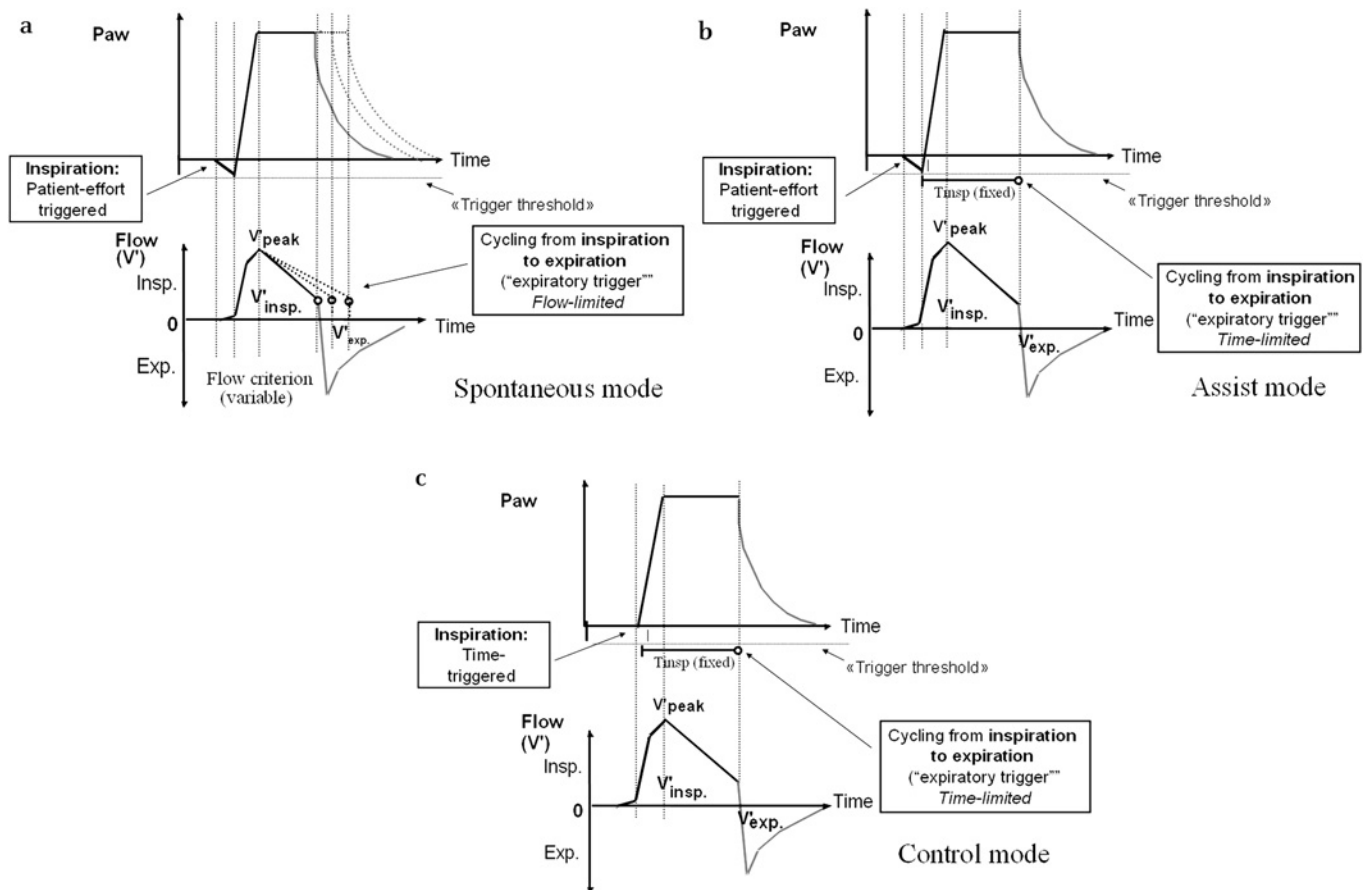 a
Paw
Time
Inspiration:
Patient-effort
triggered
«Trigger threshold»
Flow
(V')
V'peak
Insp.
V'insp.
0
Time
V'exp.
Exp.
Cycling from inspiration
to expiration
("expiratory trigger""
Flow-limited
Flow criterion
(variable)
Spontaneous mode
b
Paw
Time
Inspiration:
Patient-effort
triggered
Tinsp (fixed)
«Trigger threshold»
Flow
(V')
V'peak
Insp.
V'insp.
0
Time
V'exp.
Exp.
Cycling from inspiration
to expiration
("expiratory trigger""
Time-limited
Assist mode
c
Paw
Time
Inspiration:
Time-
triggered
Tinsp (fixed)
«Trigger threshold»
Flow
(V')
V'peak
Insp.
V'insp.
0
Time
V'exp.
Exp.
Cycling from inspiration
to expiration
("expiratory trigger""
Time-limited
Control mode